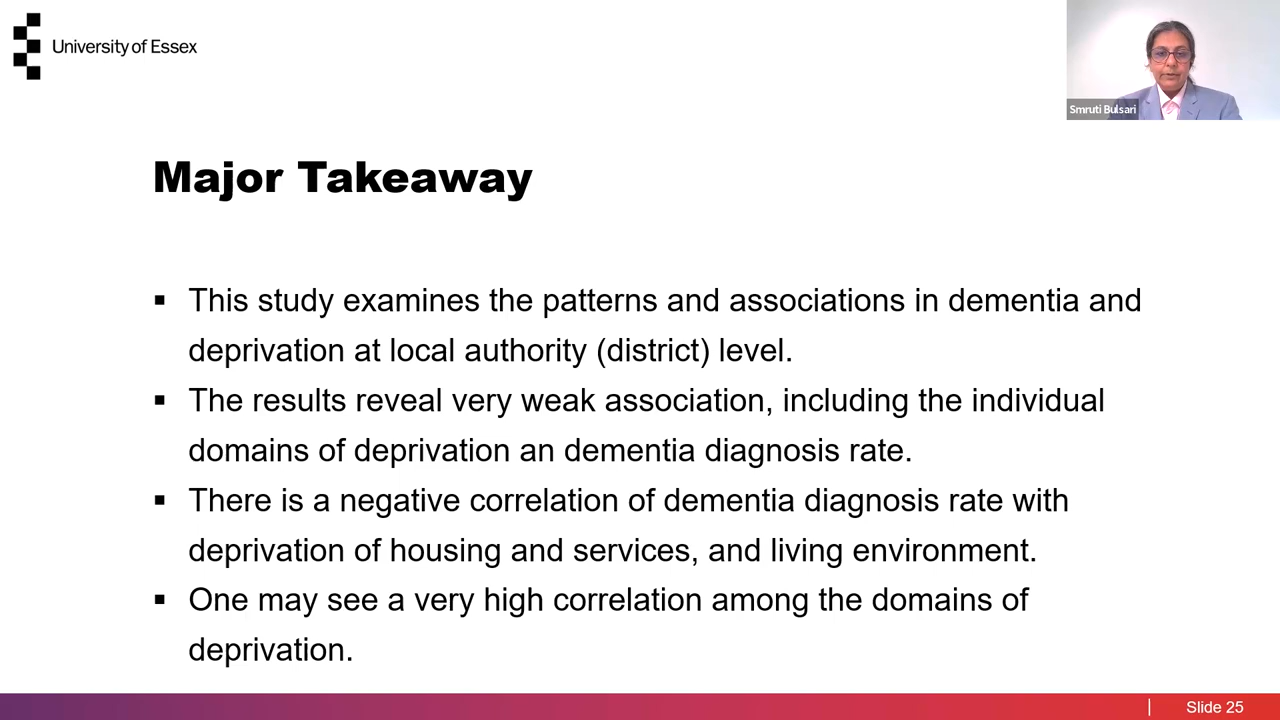 University of Essex
Smruti Bulsari
Major Takeaway
▪ This study examines the patterns and associations in dementia and
deprivation at local authority (district) level.
▪ The results reveal very weak association, including the individual
domains of deprivation an dementia diagnosis rate.
▪ There is a negative correlation of dementia diagnosis rate with
deprivation of housing and services, and living environment.
▪ One may see a very high correlation among the domains of
deprivation.
Slide 25